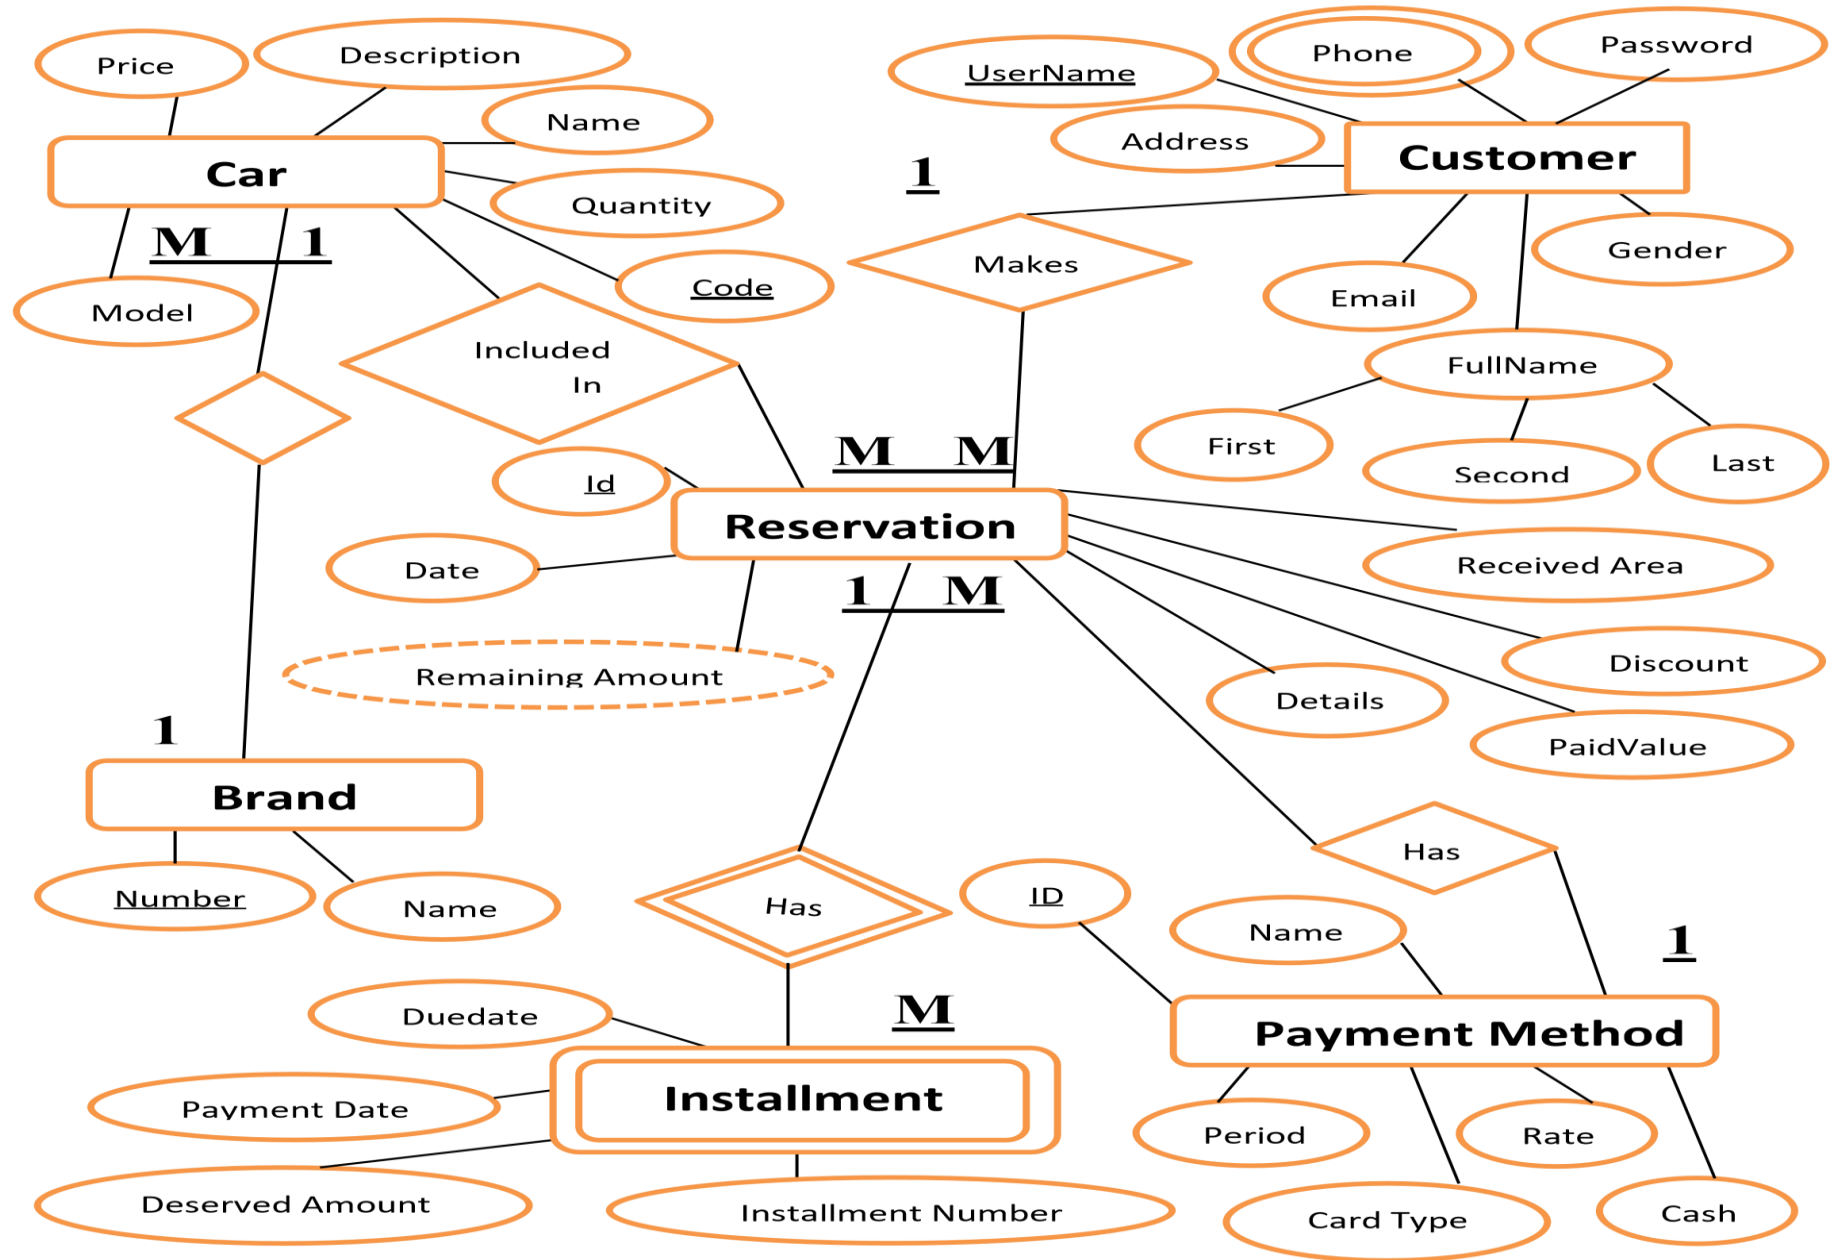 Price
Description
Name
UserName
Phone
Password
Address
Car
Customer
1
Quantity
M 1
Code
Makes
Gender
Model
Email
Included
In
FullName
First
Second
Last
M M
Id
Reservation
Date
Received Area
1 M
Remaining Amount
Discount
Details
PaidValue
1
Brand
Number
Name
Has
Has
ID
Name
1
Duedate
M
Payment Method
Installment
Payment Date
Period
Rate
Deserved Amount
Installment Number
Card Type
Cash